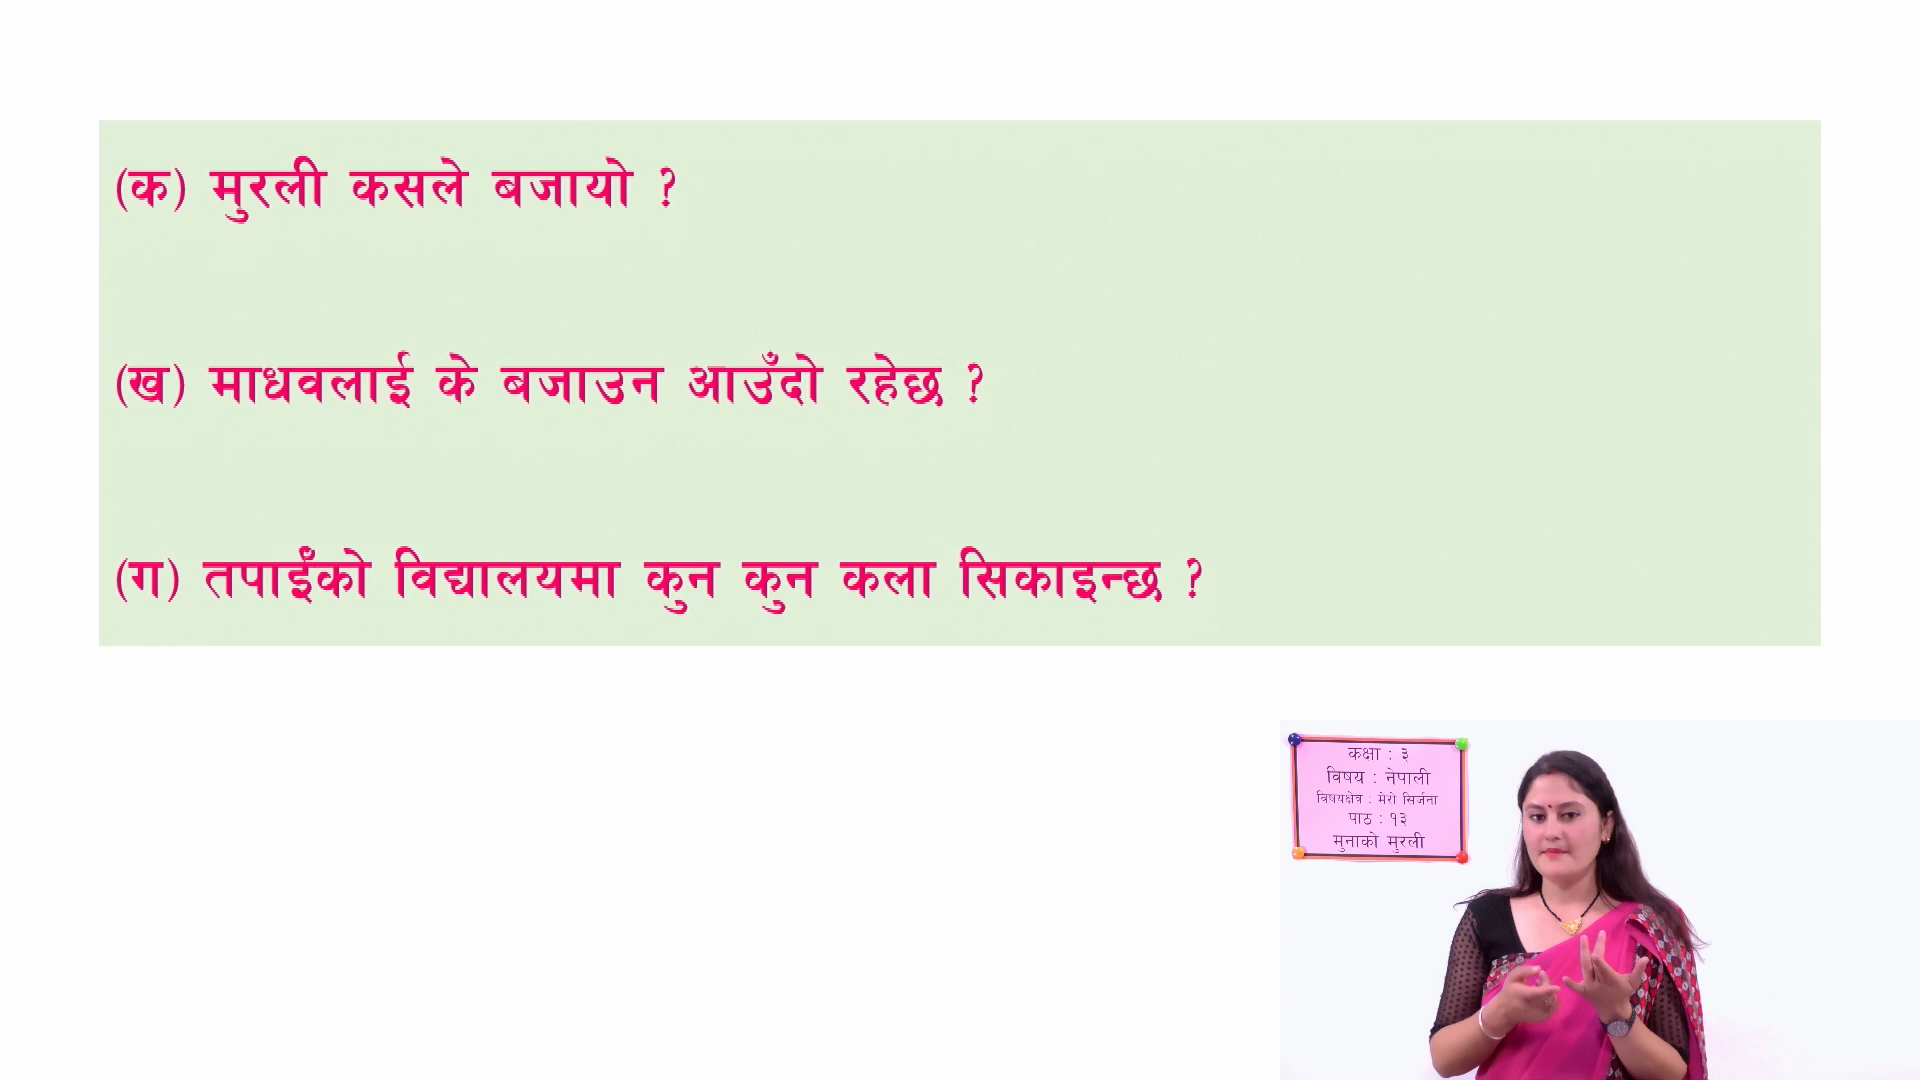 (क) मुरली कसले बजायो ?
(ख) माधवलाई के बजाउन आउँदो रहेछ ?
(ग) तपाईंको विद्यालयमा कुन कुन कला सिकाइन्छ ?
कक्षा : ३
विषय : नेपाली
विषयक्षेत्र : मेरो सिर्जना
पाठ : १३
मुनाको मुरली